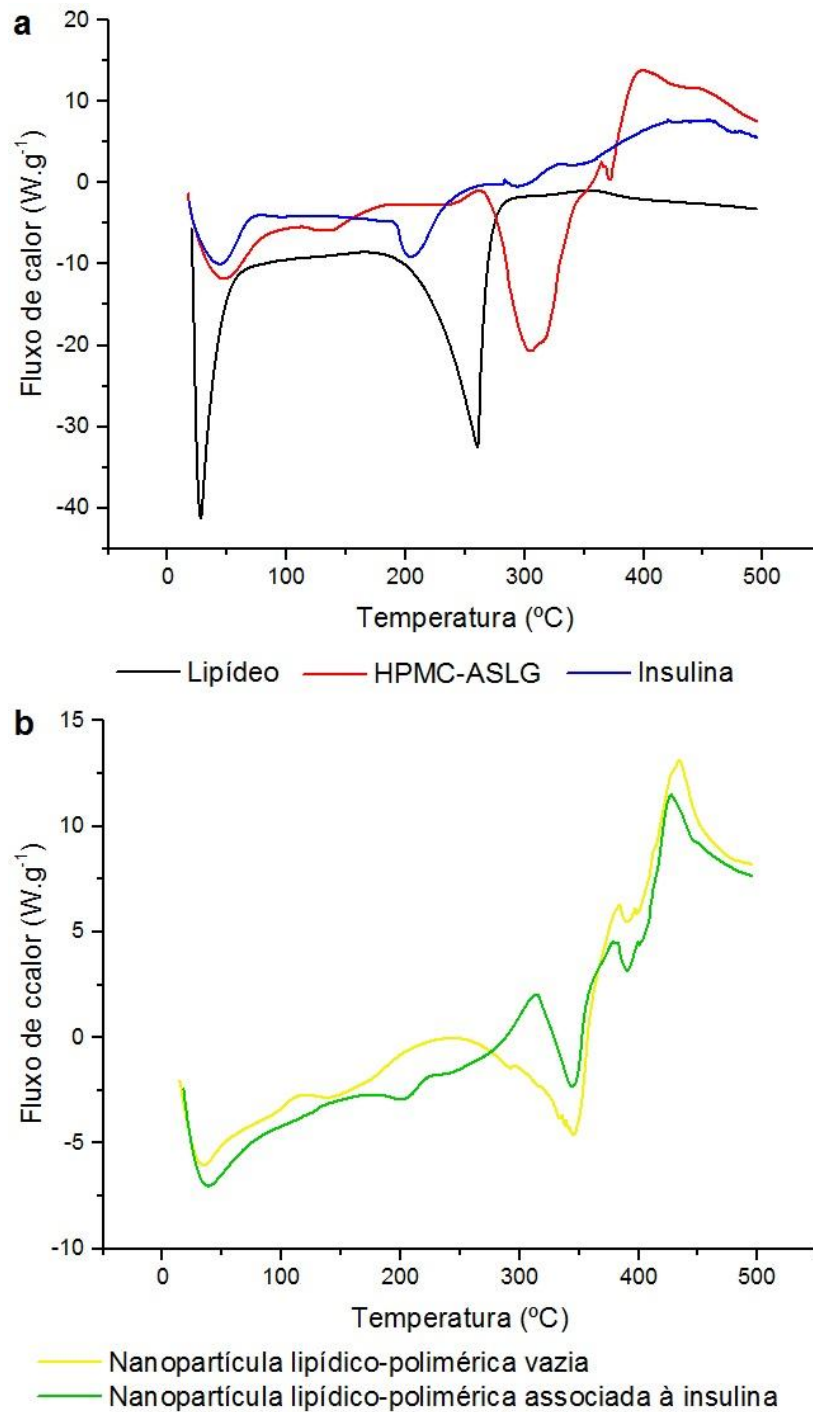 a
20
10
0
-10
-20
-30
-40
Fluxo de calor (W.g-1)
0 100 200 300 400 500
Temperatura (ºC)
Lipídeo HPMC-ASLG Insulina
b
15
10
5
0
-5
-10
Fluxo de ccalor (W.g-1)
0 100 200 300 400 500
Temperatura (ºC)
Nanopartícula lipídico-polimérica vazia
Nanopartícula lipídico-polimérica associada à insulina